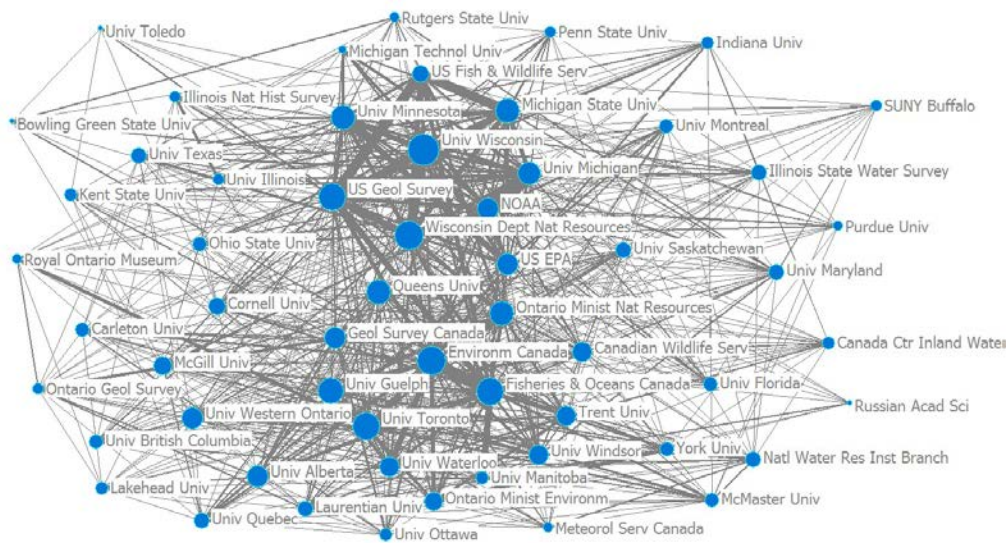 Rutgers State Univ
Univ Toledo
Penn State Univ
Indiana Univ
Michigan Technol Univ
US Fish & Wildlife Serv
Illinois Nat Hist Survey
Univ Minnesota
Michigan State Univ
SUNY Buffalo
Bowling Green State Univ
Univ Montreal
Univ Wisconsin
Univ Texas
Univ Michigan
Illinois State Water Survey
Univ Illinois
Kent State Univ
US Geol Survey
NOAA
Purdue Univ
Wisconsin Dept Nat Resources
Ohio State Univ
Univ Saskatchewan
Royal Ontario Museum
US EPA
Univ Maryland
Queens Univ
Cornell Univ
Ontario Minist Nat Resources
Carleton Univ
Geol Survey Canada
Canada Ctr Inland Water
Environm Canada
Canadian Wildlife Serv
McGill Univ
Ontario Geol Survey
Univ Guelph
Fisheries & Oceans Canada
Univ Florida
Russian Acad Sci
Univ Western Ontario
Univ Toronto
Trent Univ
Univ British Columbia
York Univ
Univ Windsor
Natl Water Res Inst Branch
Univ Waterloo
Univ Alberta
Univ Manitoba
Lakehead Univ
Ontario Minist Environm
McMaster Univ
Laurentian Univ
Univ Quebec
Meteorol Serv Canada
Univ Ottawa